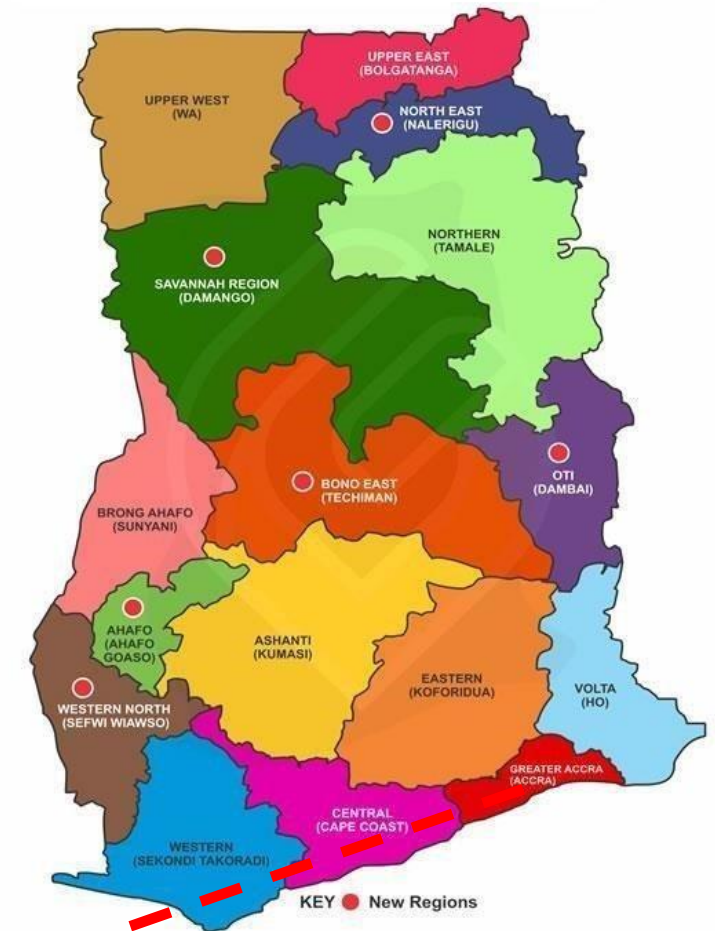 UPPER EAST
(BOLGATANGA)
UPPER WEST
(WA)
NORTH EAST
(NALERIGU)
NORTHERN
(TAMALE)
SAVANNAH REGION
(DAMANGO)
OTI
(DAMBAI)
BONO EAST
(TECHIMAN)
BRONG AHAFO
(SUNYANI)
AHAFO
(AHAFO
GOASO)
ASHANTI
(KUMASI)
EASTERN
(KOFORIDUA)
VOLTA
(HO)
WESTERN NORTH
(SEFWI WIAWSO)
GREATER ACCRA
(ACCRA)
CENTRAL
(CAPE COAST)
WESTERN
(SEKONDI TAKORADI)
KEY New Regions